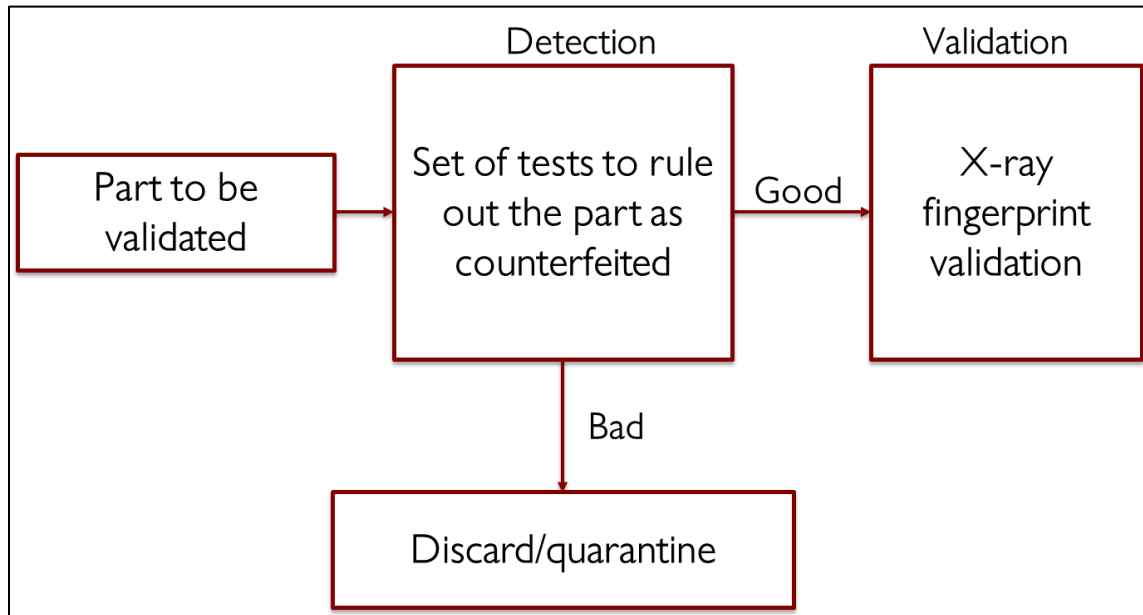 Detection
Validation
Part to be
validated
Set of tests to rule
out the part as
counterfeited
Good
X-ray
fingerprint
validation
Bad
Discard/quarantine